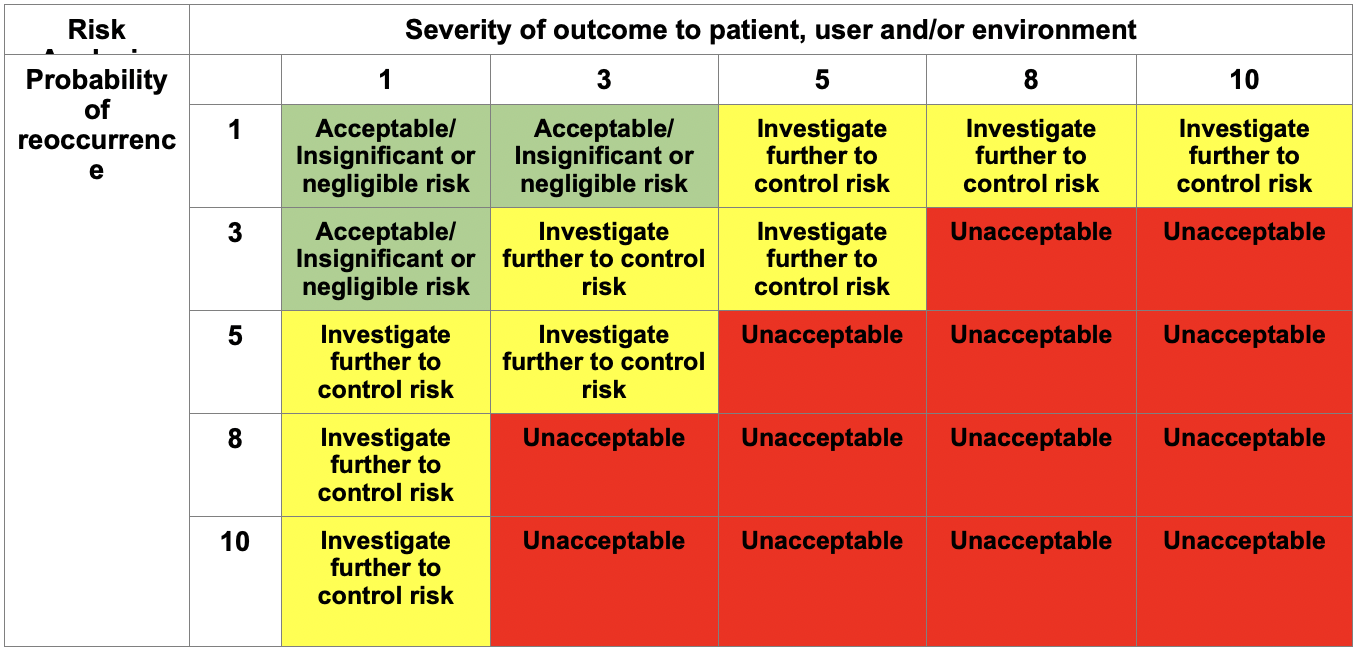 Risk
Severity of outcome to patient, user and/or environment
Probability
of
reoccurrenc
e
1
3
5
8
10
1
Acceptable/
Insignificant or
negligible risk
Acceptable/
Insignificant or
negligible risk
Investigate
further to
control risk
Investigate
further to
control risk
Investigate
further to
control risk
3
Acceptable/
Insignificant or
negligible risk
Investigate
further to control
risk
Investigate
further to
control risk
Unacceptable
Unacceptable
5
Investigate
further to
control risk
Investigate
further to control
risk
Unacceptable
Unacceptable
Unacceptable
8
Investigate
further to
control risk
Unacceptable
Unacceptable
Unacceptable
Unacceptable
10
Investigate
further to
control risk
Unacceptable
Unacceptable
Unacceptable
Unacceptable